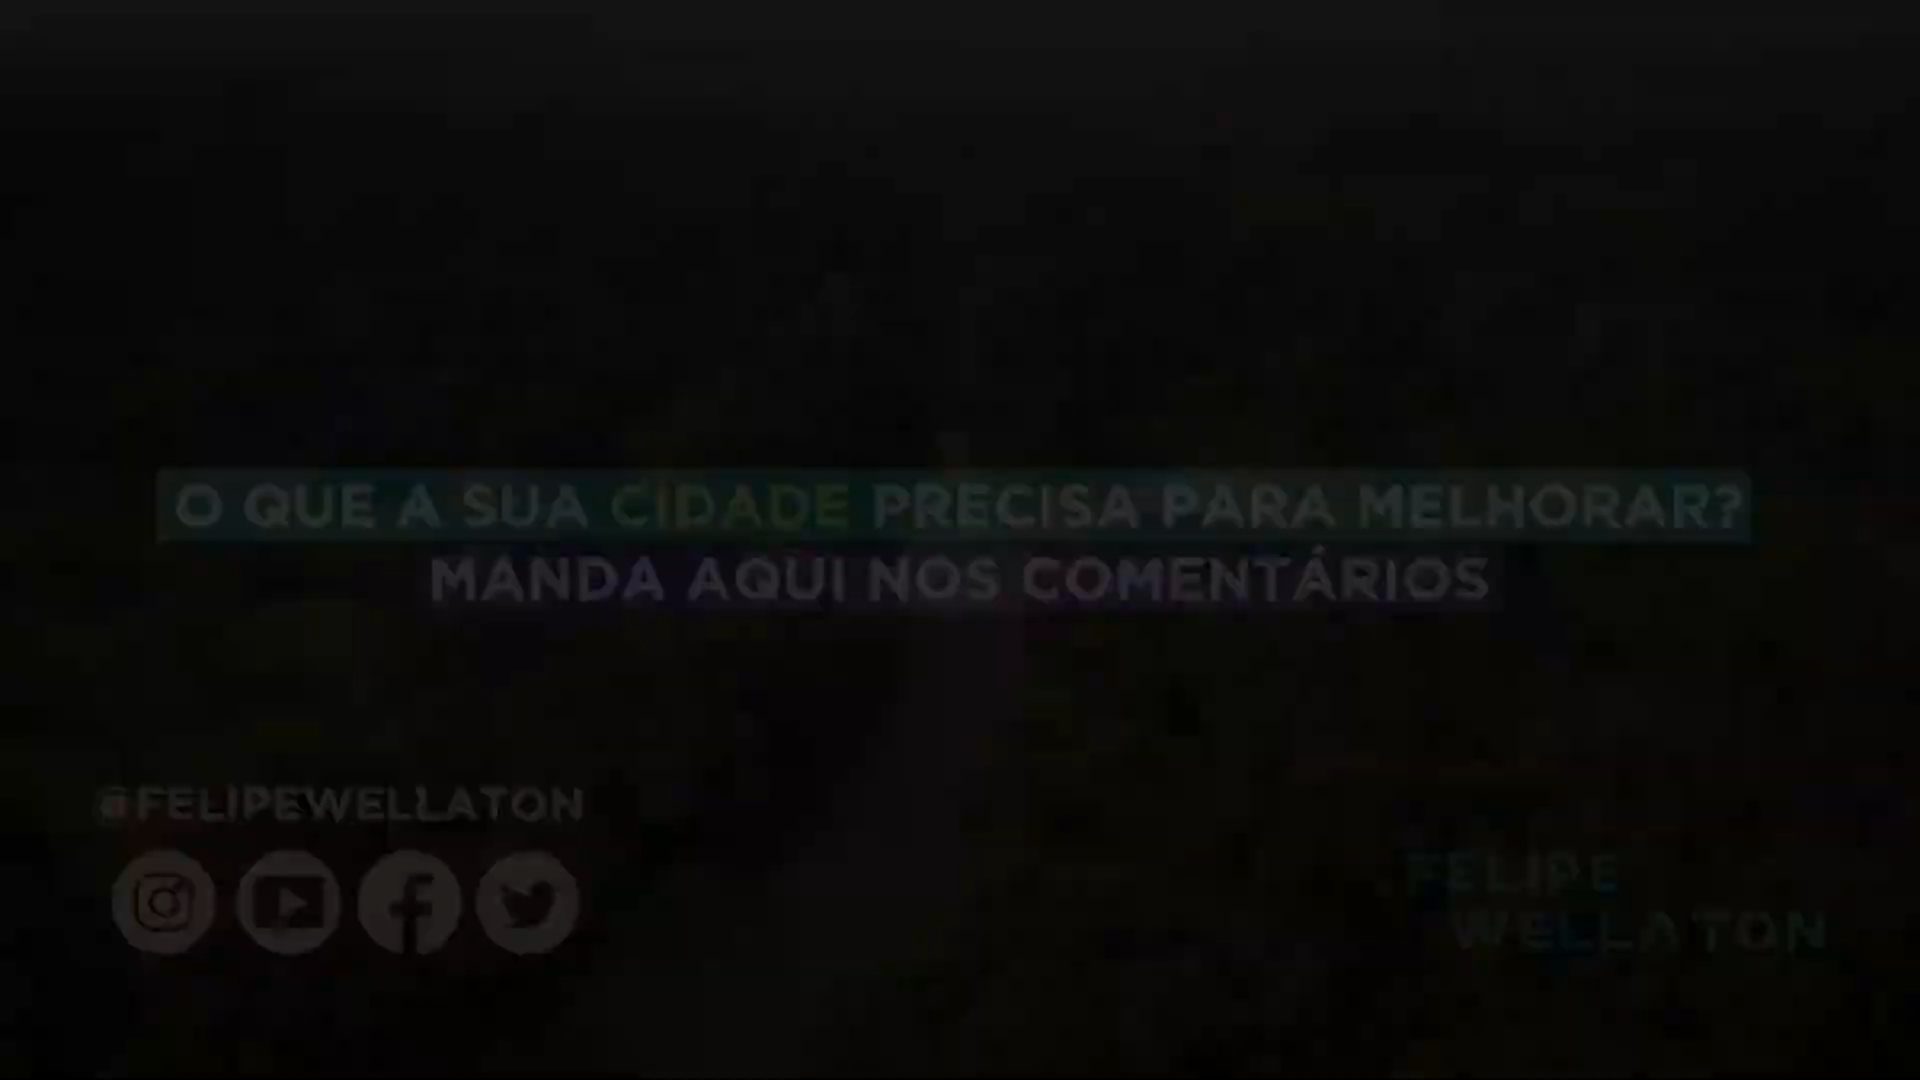 O QUE A SUA CIDADE PRECISA PARA MELHORAR?
MANDA AQUI NOS COMENTÁRIOS
@FELIPEWELLATON
FELIPE
WELLATON